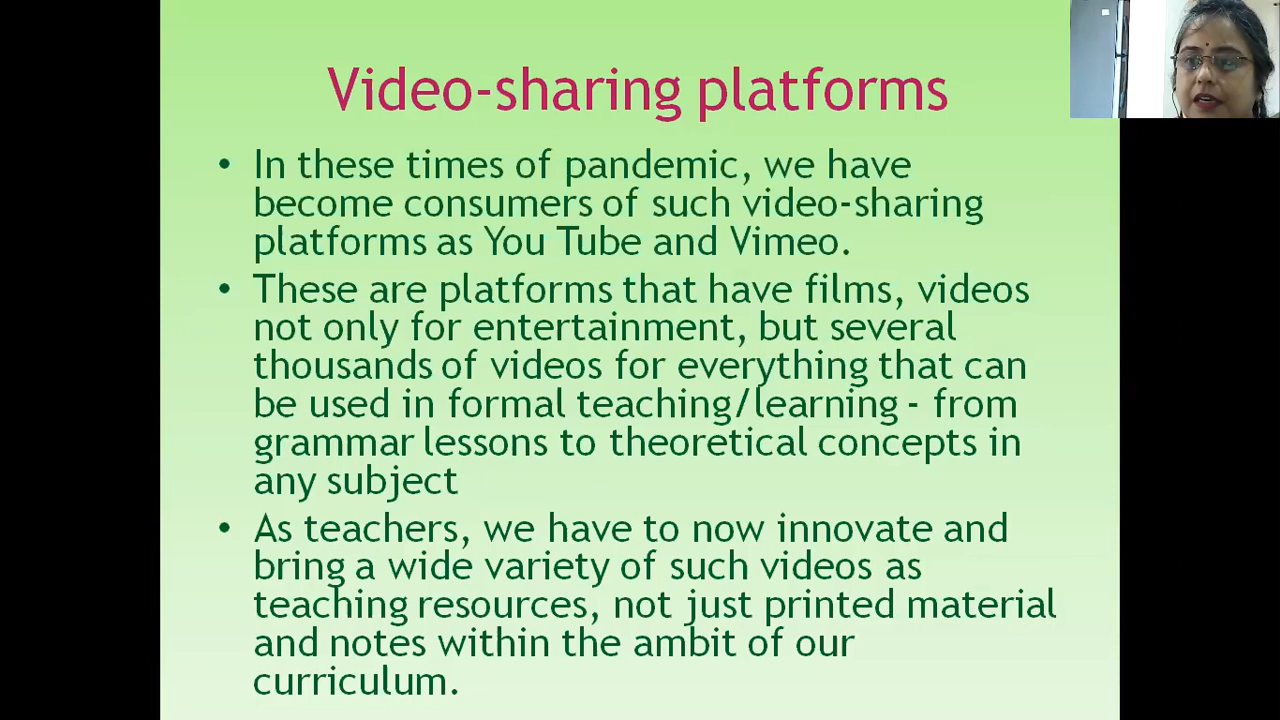 Video-sharing platforms
• In these times of pandemic, we have
become consumers of such video-sharing
platforms as You Tube and Vimeo.
• These are platforms that have films, videos
not only for entertainment, but several
thousands of videos for everything that can
be used in formal teaching/learning - from
grammar lessons to theoretical concepts in
any subject
• As teachers, we have to now innovate and
bring a wide variety of such videos as
teaching resources, not just printed material
and notes within the ambit of our
curriculum.